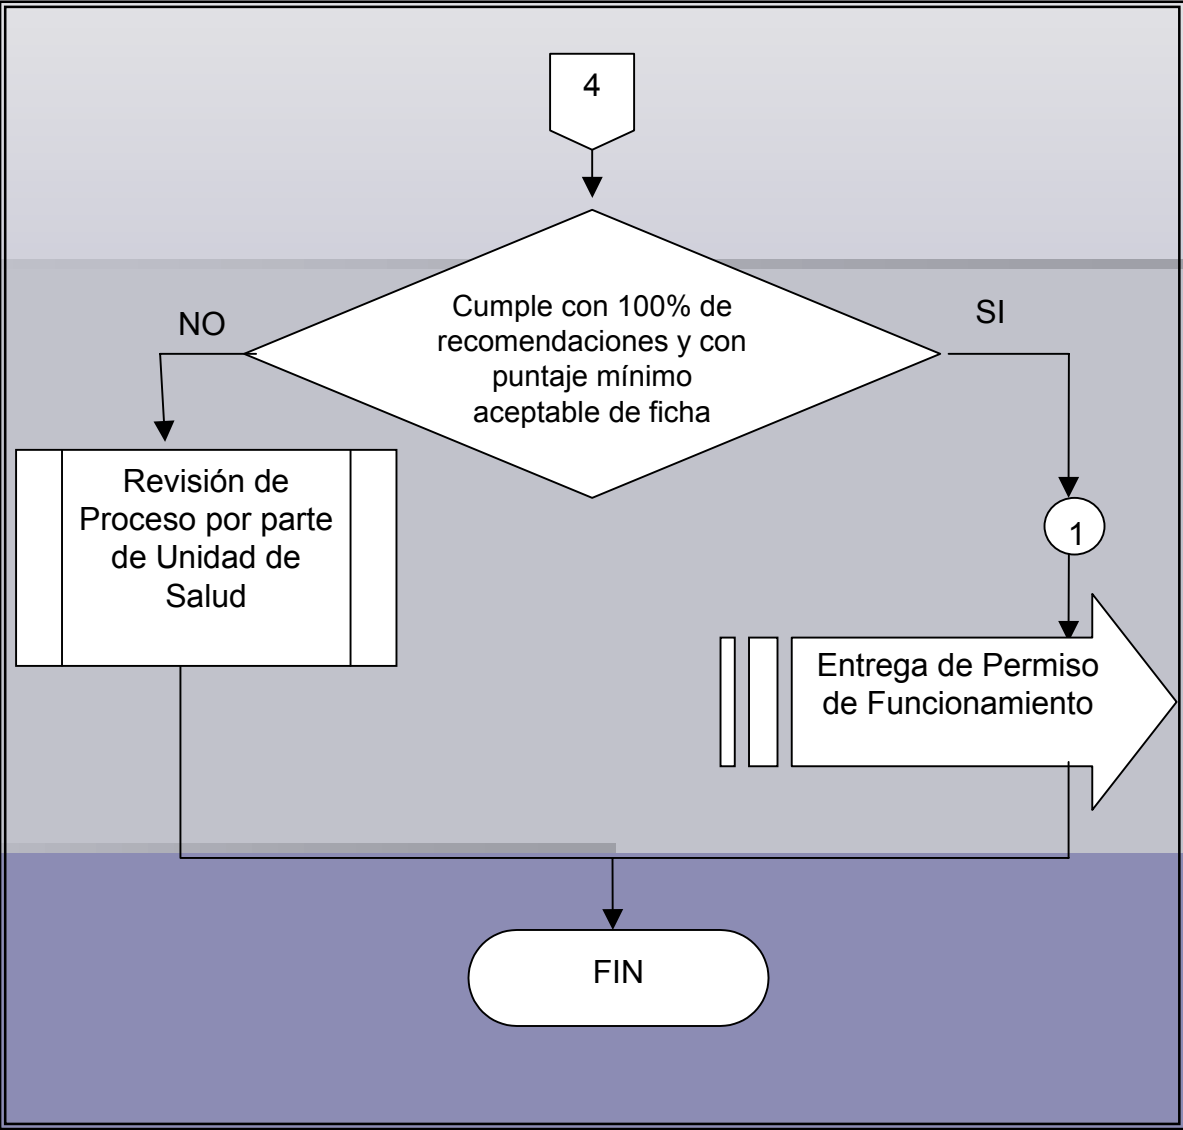 4
Cumple con 100% de
recomendaciones y con
puntaje mínimo
aceptable de ficha
NO
SI
Revisión de
Proceso por parte
de Unidad de
Salud
1
Entrega de Permiso
de Funcionamiento
FIN